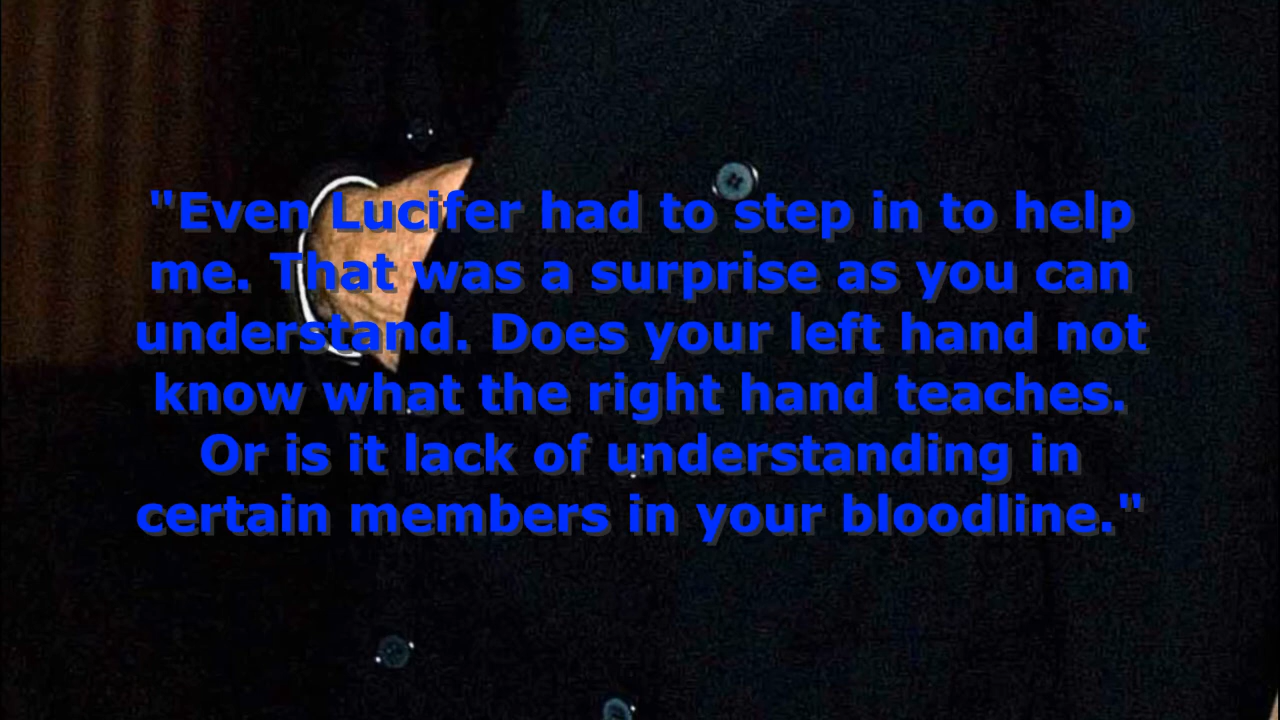 "Even Lucifer had to step in to help
me. That was a surprise as you can
understand. Does your left hand not
know what the right hand teaches.
Or is it lack of understanding in
certain members in your bloodline."